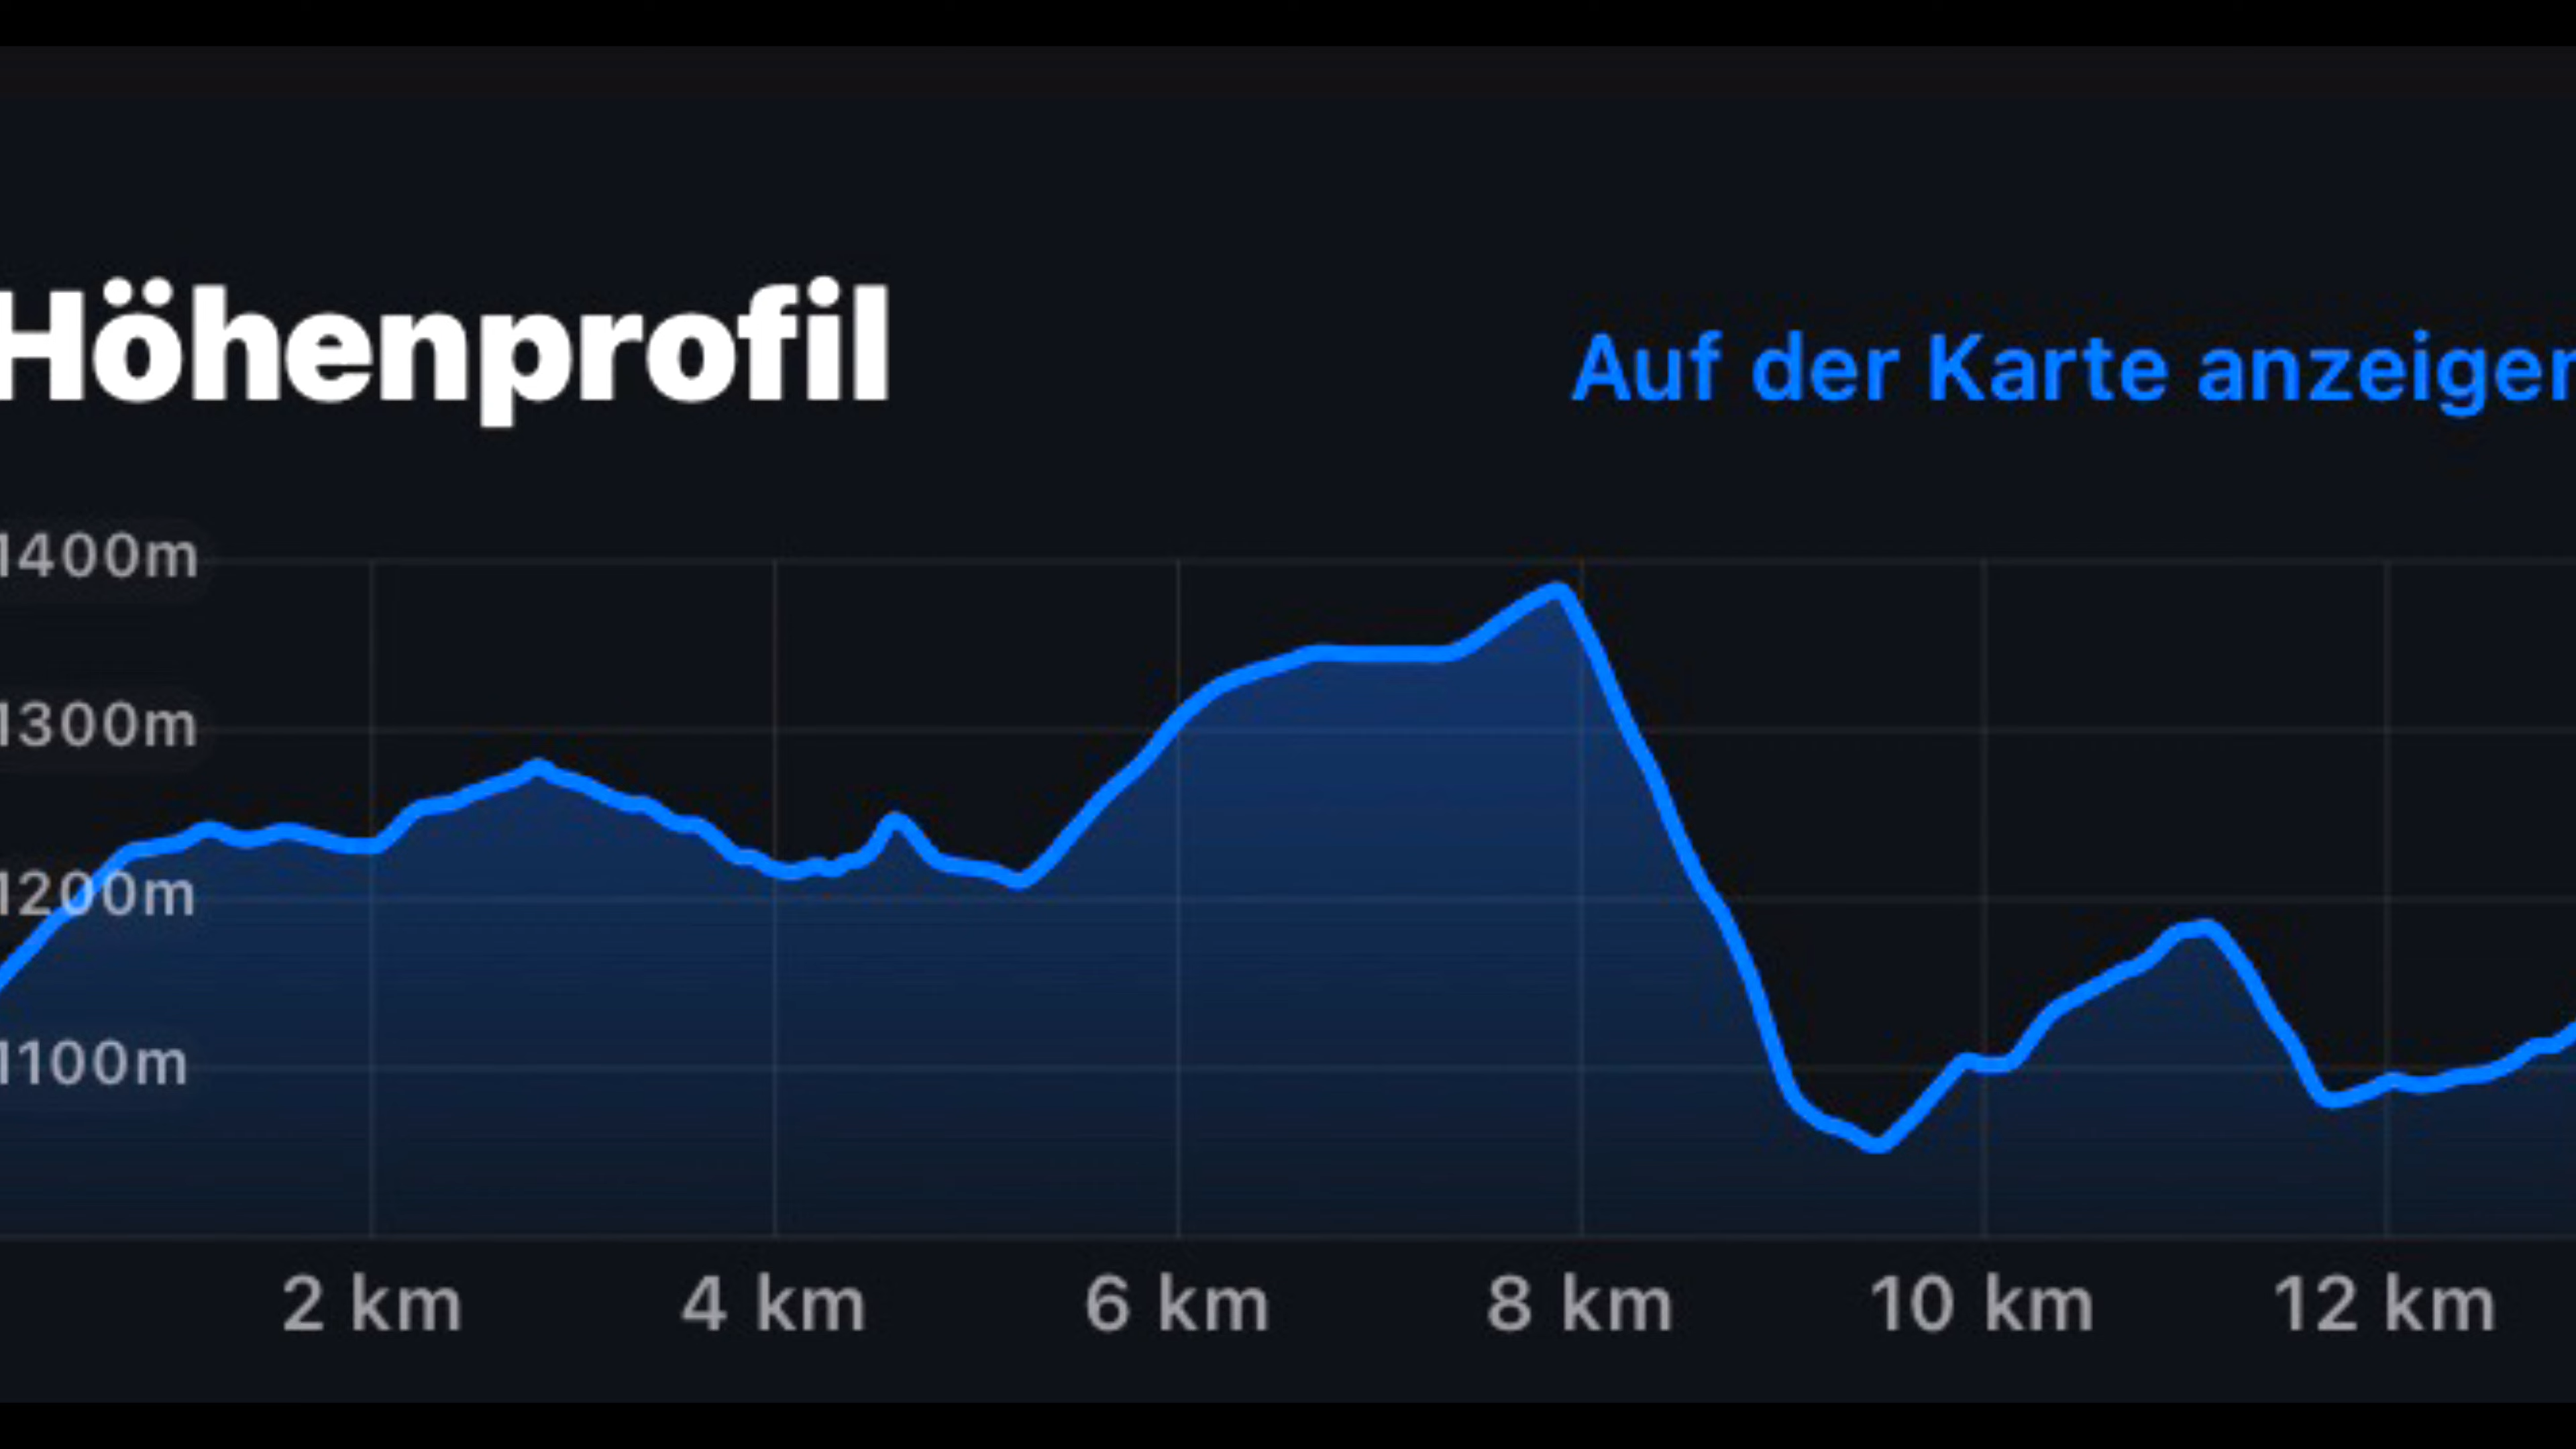 Höhenprofil
Auf der Karte anzeigen
1400m
1300m
1200m
1100m
2 km
4 km
6 km
8 km
10 km
12 km